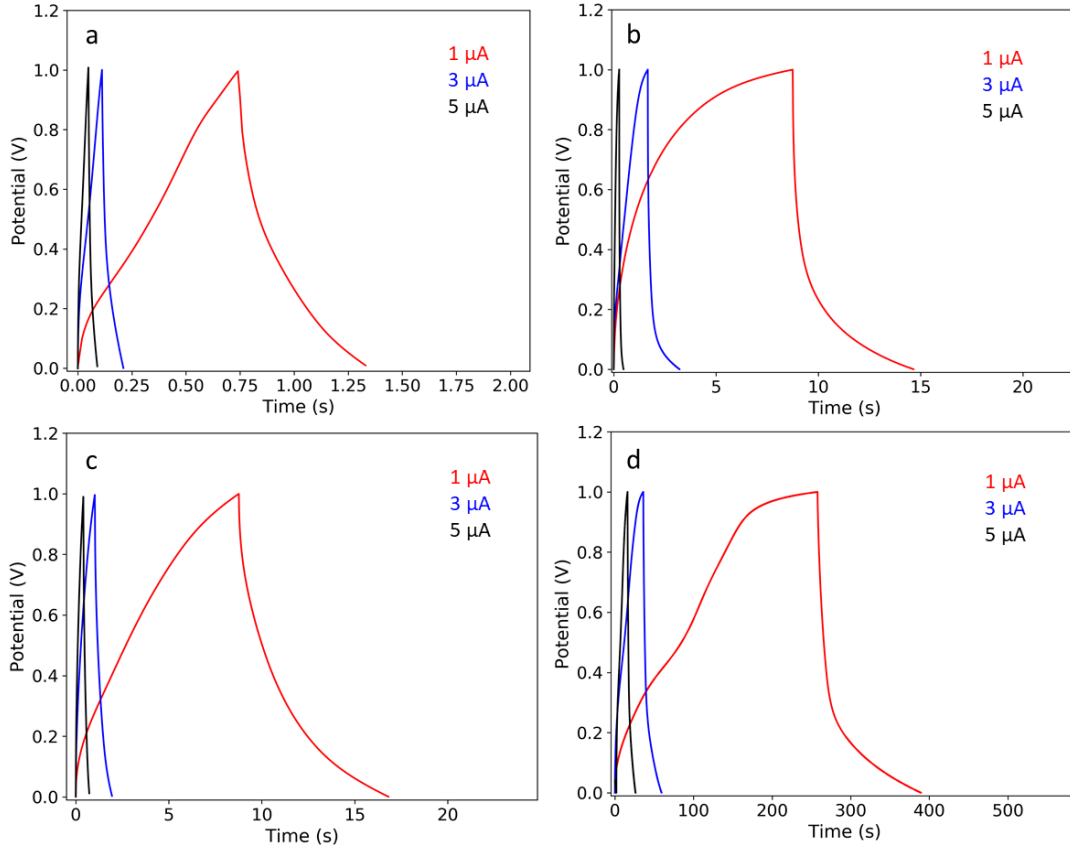 a
1 µA
3 µA
5 µA
1.2
1.0
0.8
0.6
0.4
0.2
0.0
Potential (V)
0.00 0.25 0.50 0.75 1.00 1.25 1.50 1.75 2.00
Time (s)
b
1 µA
3 µA
5 µA
1.2
1.0
0.8
0.6
0.4
0.2
0.0
Potential (V)
0 5 10 15 20
Time (s)
c
1 µA
3 µA
5 µA
1.2
1.0
0.8
0.6
0.4
0.2
0.0
Potential (V)
0 5 10 15 20
Time (s)
d
1 µA
3 µA
5 µA
1.2
1.0
0.8
0.6
0.4
0.2
0.0
Potential (V)
0 100 200 300 400 500
Time (s)